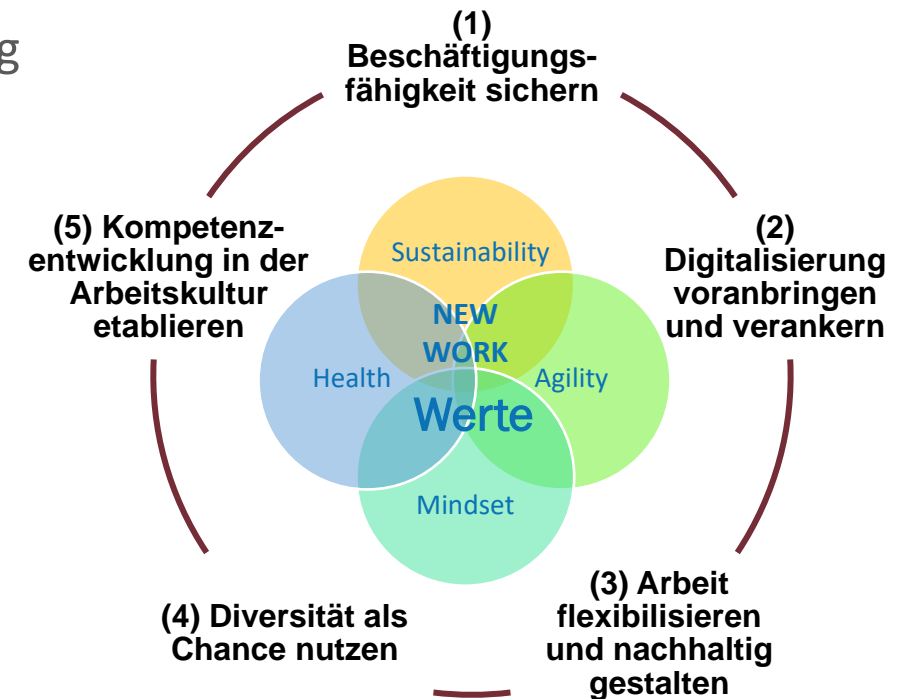 g
(1)
Beschäftigungs-
fähigkeit sichern
(2)
Digitalisierung
voranbringen
und verankern
(3) Arbeit
flexibilisieren
und nachhaltig
gestalten
(4) Diversität als
Chance nutzen
(5) Kompetenz-
entwicklung in der
Arbeitskultur
etablieren
Sustainability
NEW
WORK
Health
Agility
Werte
Mindset